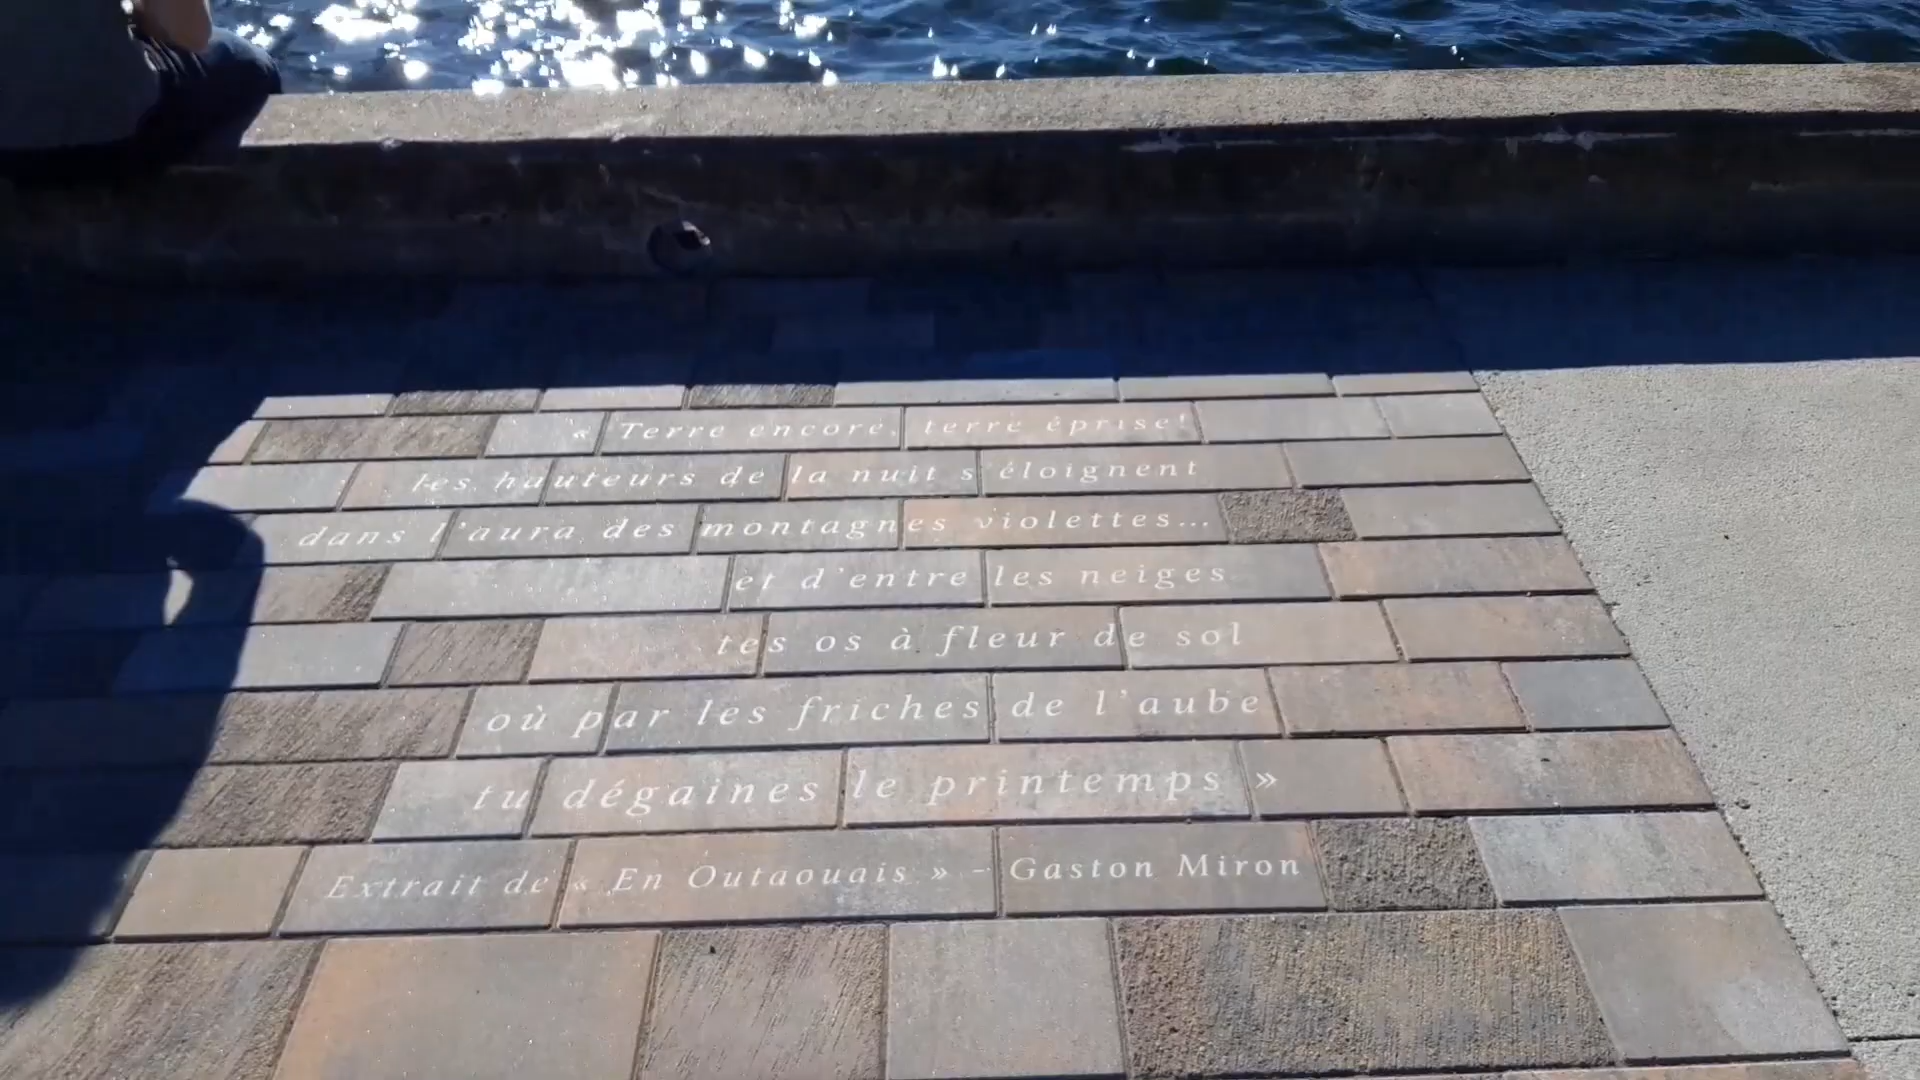 « Terre encore, terre éprise!
les hauteurs de la nuit s'éloignent
dans l'aura des montagnes violettes...
et d'entre les neiges
tes os à fleur de sol
où par les friches de l'aube
tu dégaines le printemps »
Extrait de « En Outaouais » - Gaston Miron